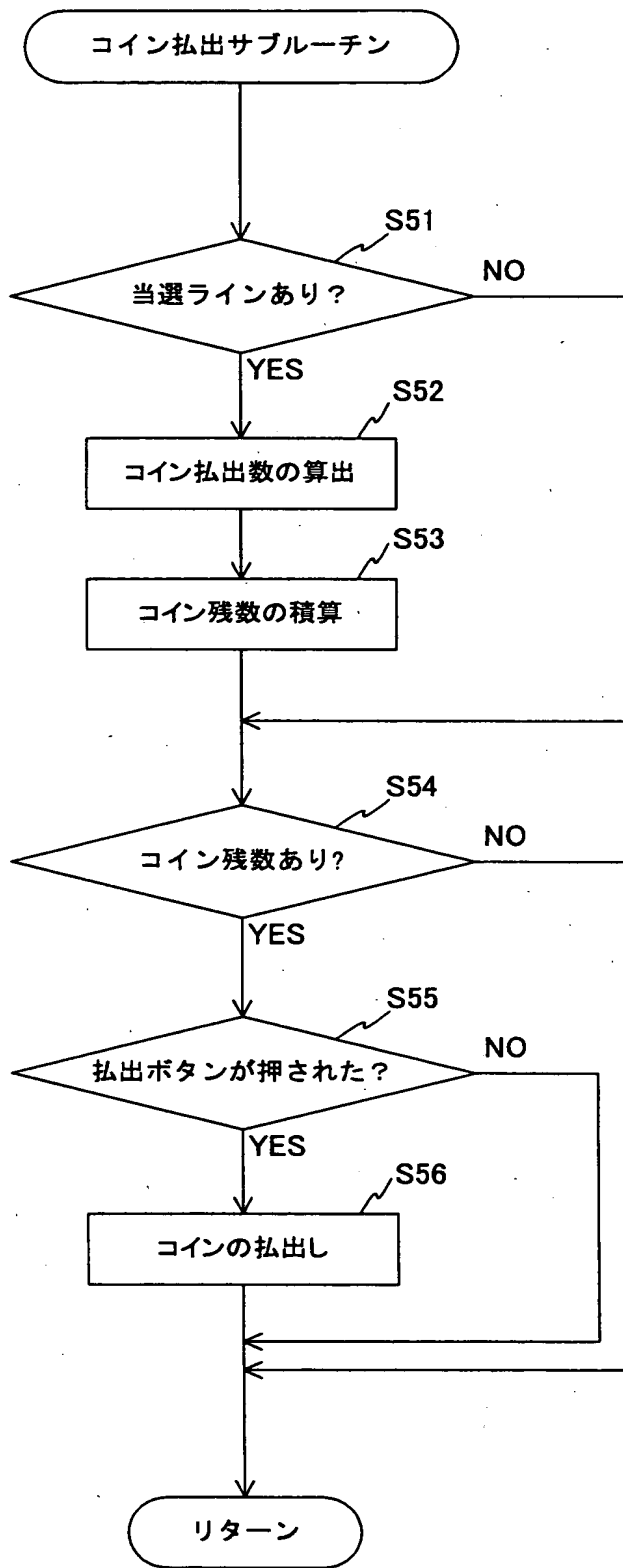 コイン払出サブルーチン
S51
当選ラインあり？
NO
YES
S52
コイン払出数の算出
S53
コイン残数の積算
S54
コイン残数あり？
NO
YES
S55
払出ボタンが押された？
NO
YES
S56
コインの払出し
リターン